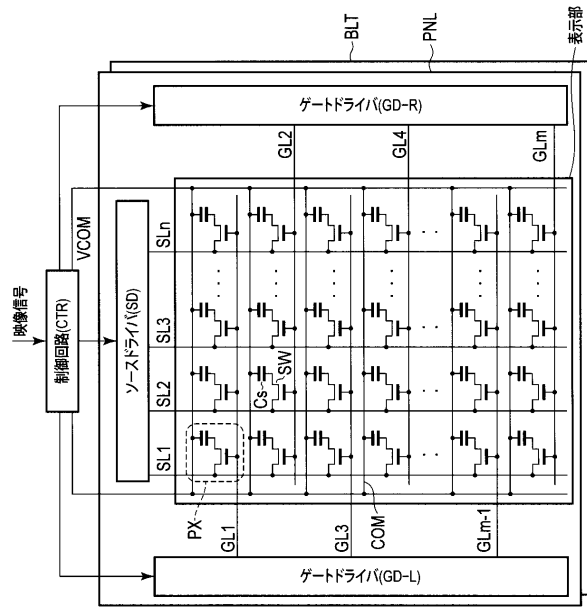 映像信号
制御回路(CTR)
VCOM
BLT
PNL
ソースドライバ(SD)
SL1
SL2
SL3
SLn
ゲートドライバ(GD-L)
ゲートドライバ(GD-R)
PX
Cs
SW
GL1
GL2
GL3
GL4
COM
GLm-1
GLm
表示部